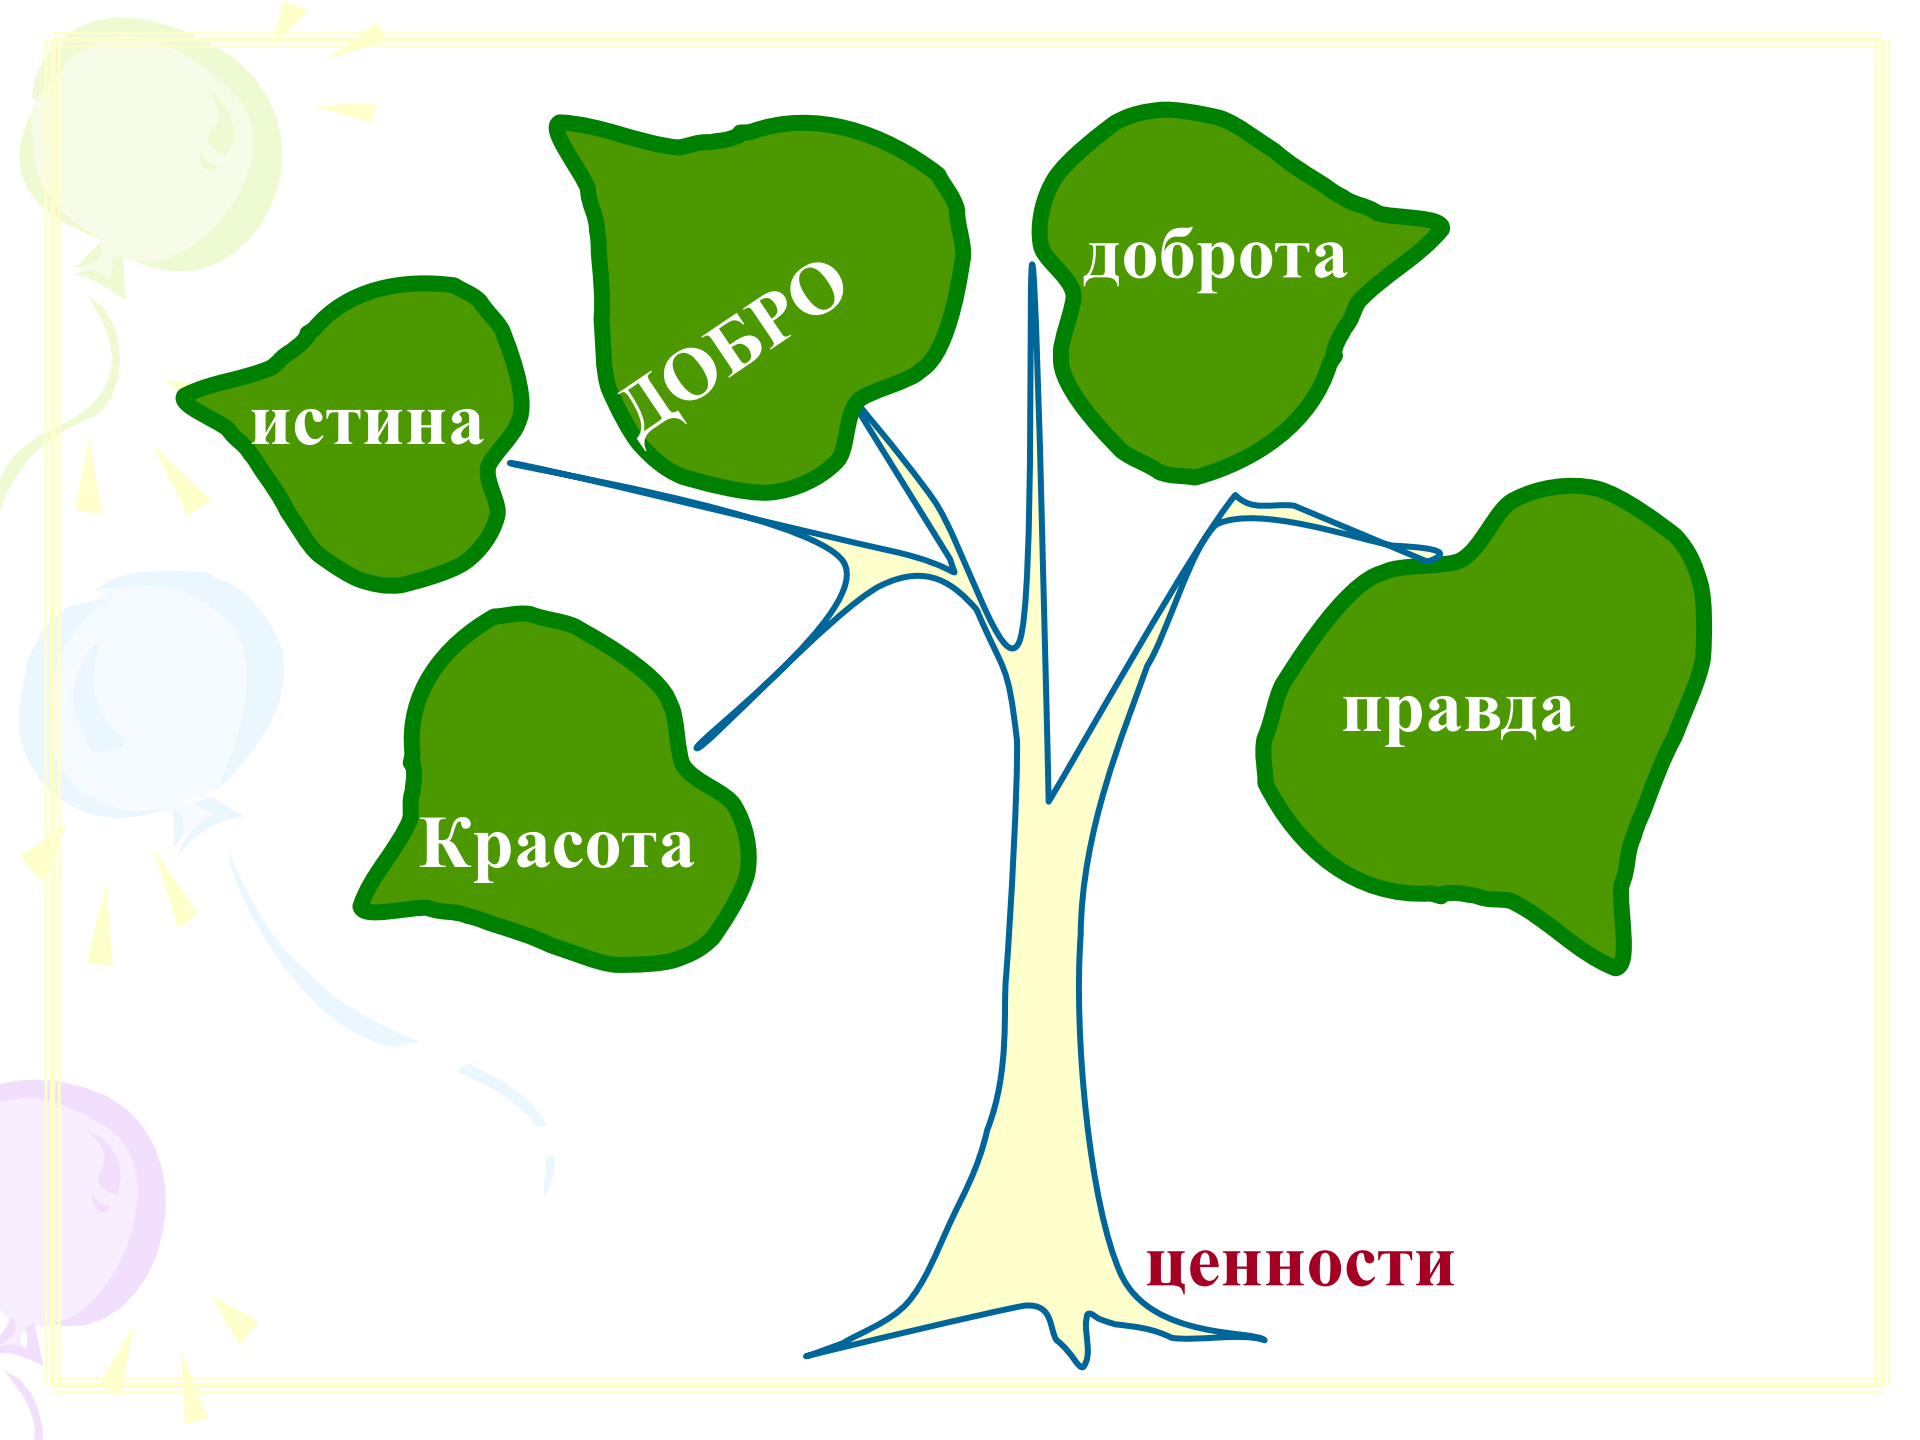 доброта
ДОБРО
истина
правда
Красота
ценности